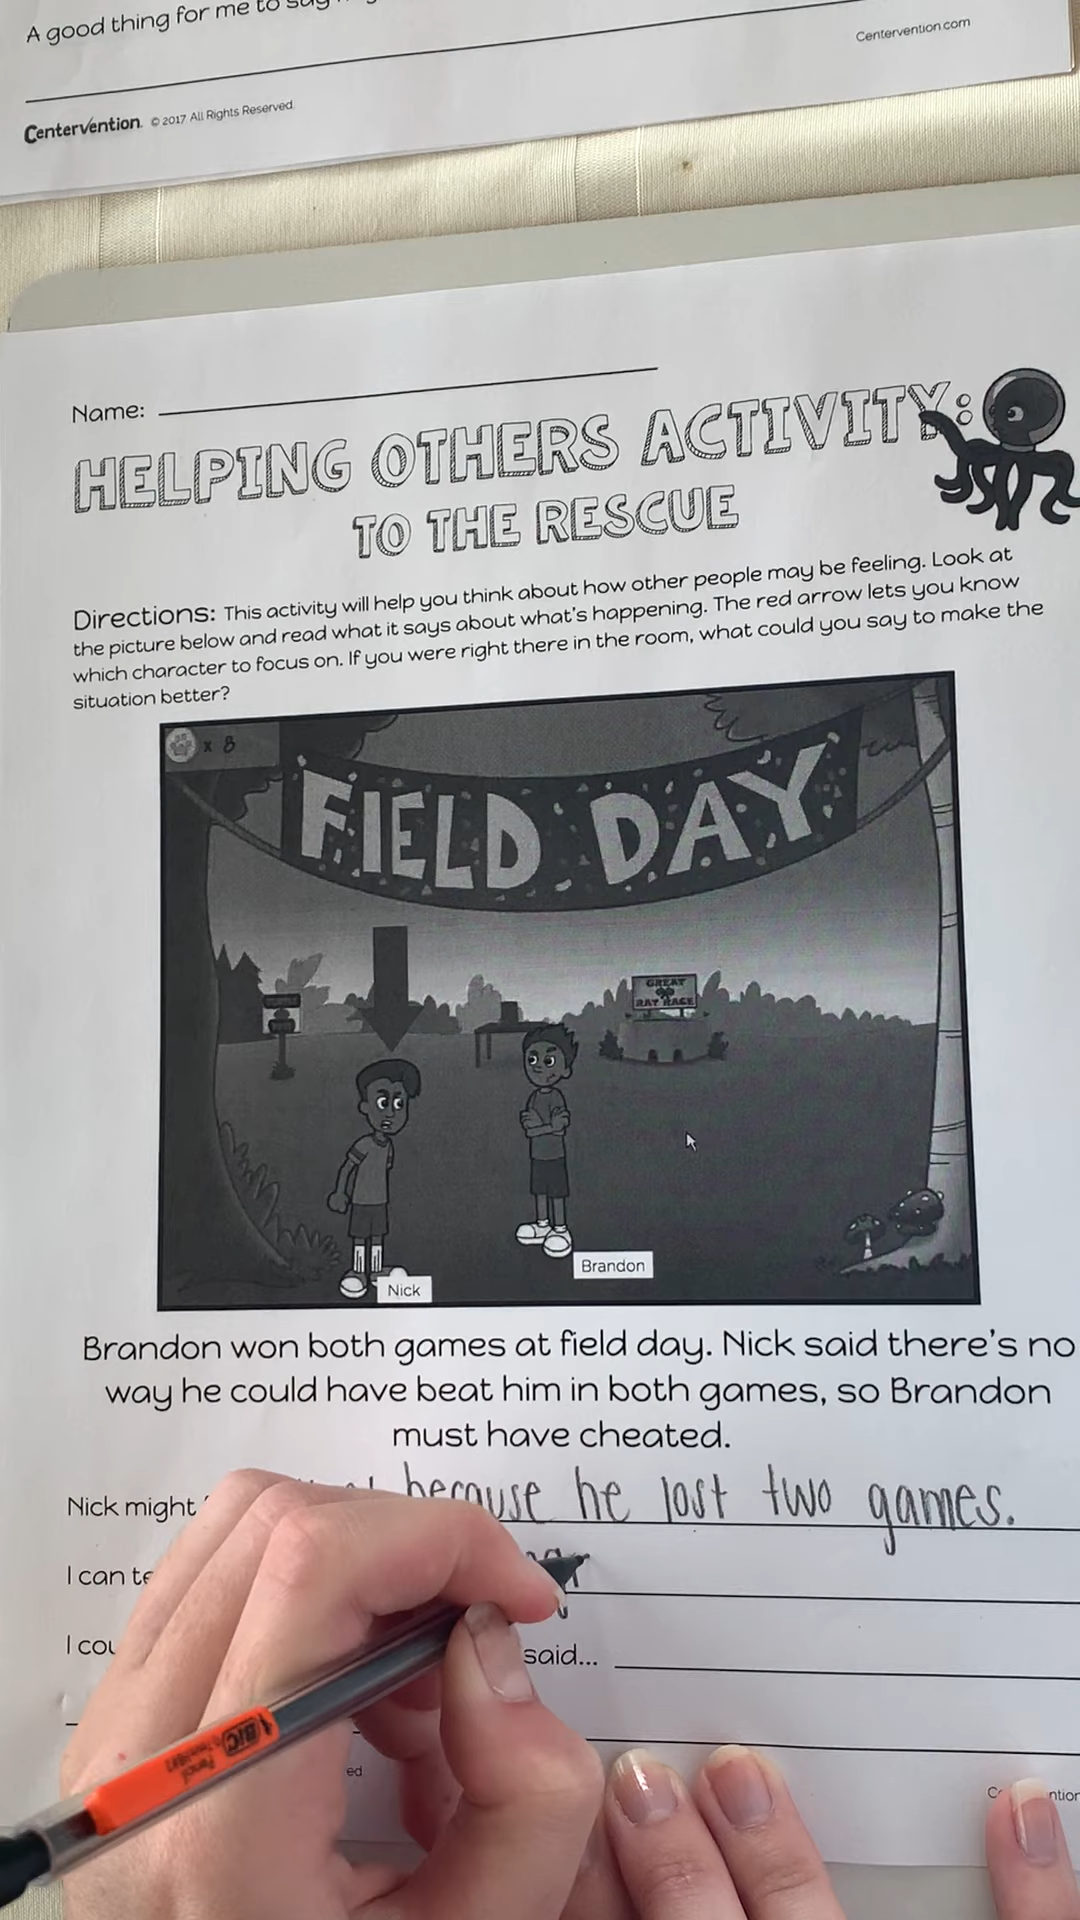 A good thing for me to say
Centervention.com
Centervention. © 2017 All Rights Reserved.
Name:
HELPING OTHERS ACTIVITY:
TO THE RESCUE
Directions: This activity will help you think about how other people may be feeling. Look at
the picture below and read what it says about what's happening. The red arrow lets you know
which character to focus on. If you were right there in the room, what could you say to make the
situation better?
x 8
FIELD DAY
GREAT
RAT RACE
Brandon
Nick
Brandon won both games at field day. Nick said there's no
way he could have beat him in both games, so Brandon
must have cheated.
Nick might because he lost two games.
I can
I
said...
ed
BIC
Pencil